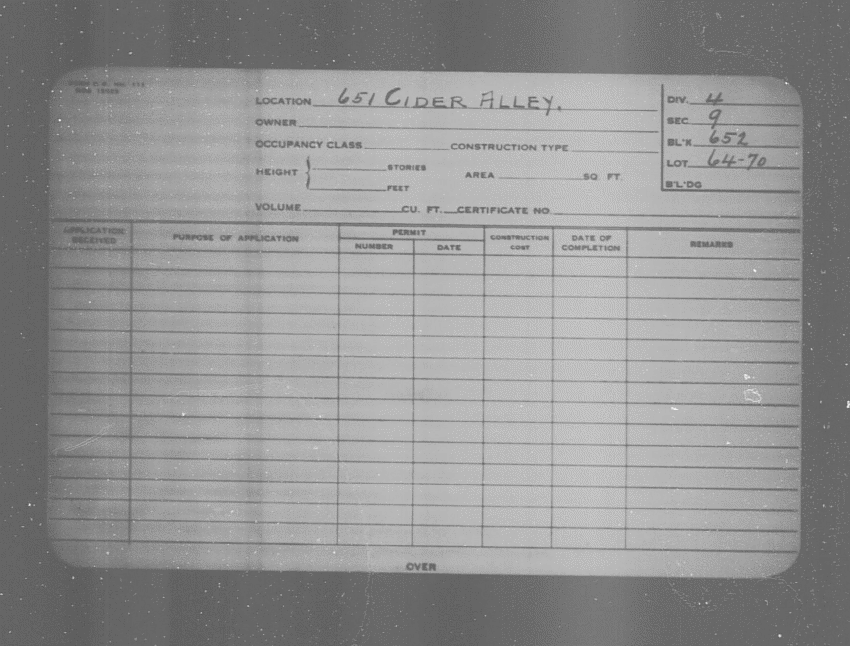 LOCATION 651 CIDER ALLEY.
OWNER
OCCUPANCY CLASS CONSTRUCTION TYPE
HEIGHT } STORIES
FEET
AREA SQ FT.
VOLUME CU. FT. CERTIFICATE NO.
DIV. 4
SEC 9
BL'K 652
LOT 64-70
B'L'DG
APPLICATION RECEIVED
PURPOSE OF APPLICATION
PERMIT
NUMBER DATE
CONSTRUCTION COST
DATE OF COMPLETION
REMARKS
OVER